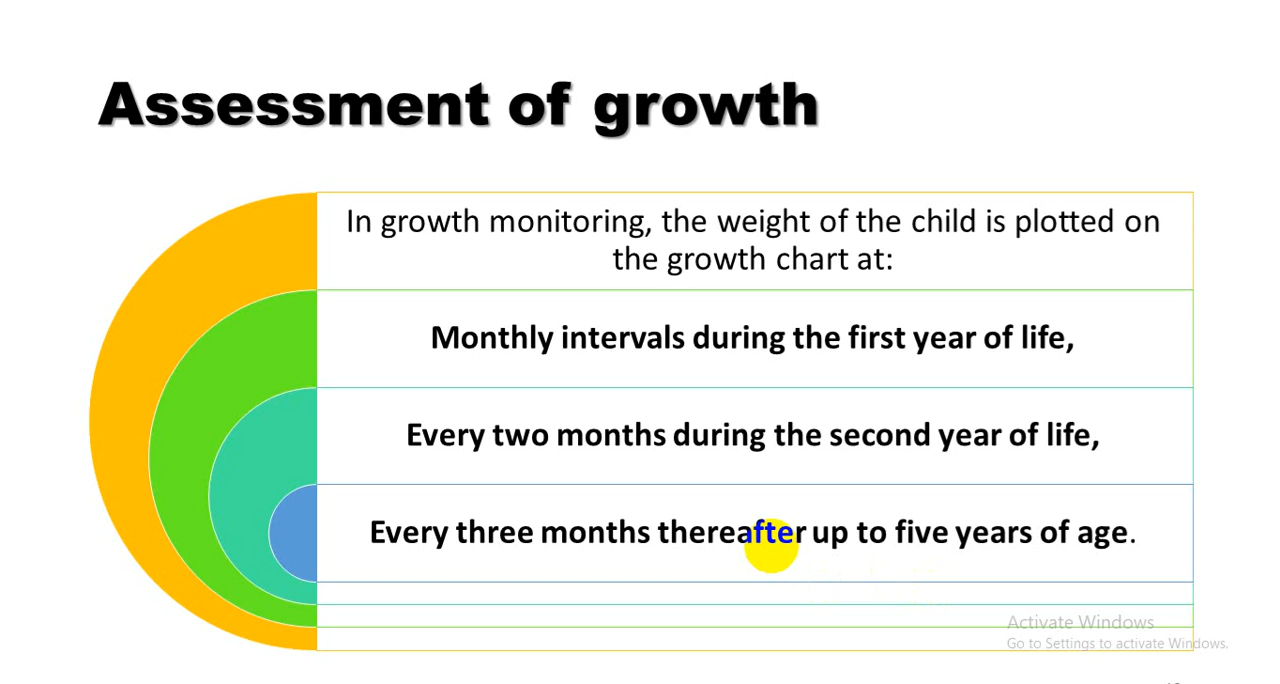 Assessment of growth
In growth monitoring, the weight of the child is plotted on
the growth chart at:
Monthly intervals during the first year of life,
Every two months during the second year of life,
Every three months thereafter up to five years of age.
Activate Windows
Go to Settings to activate Windows.